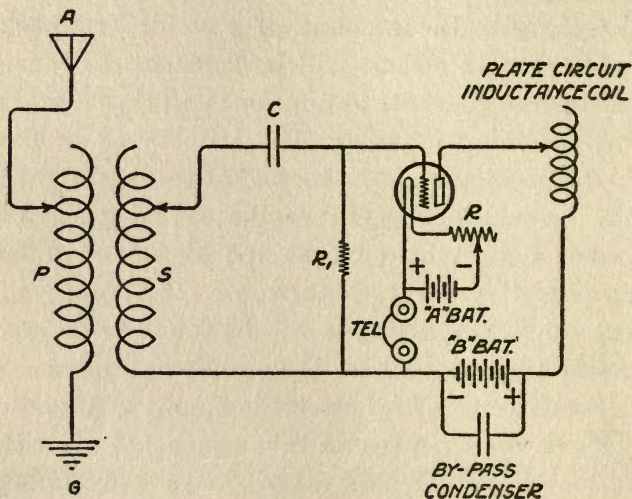 A
PLATE CIRCUIT
INDUCTANCE COIL
C
P
S
R₁
R
+
-
"A" BAT.
TEL
"B" BAT.
-
+
BY-PASS
CONDENSER
G